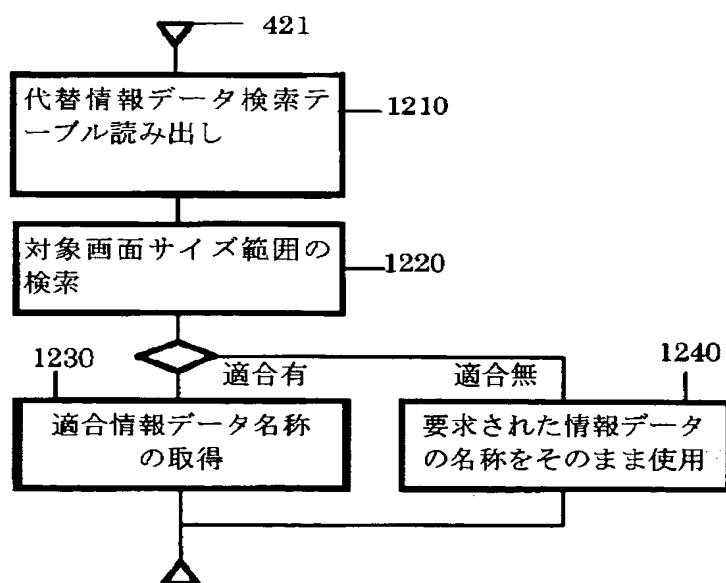 421
代替情報データ検索テ
ーブル読み出し
1210
対象画面サイズ範囲の
検索
1220
1230
適合有
適合無
1240
適合情報データ名称
の取得
要求された情報データ
の名称をそのまま使用